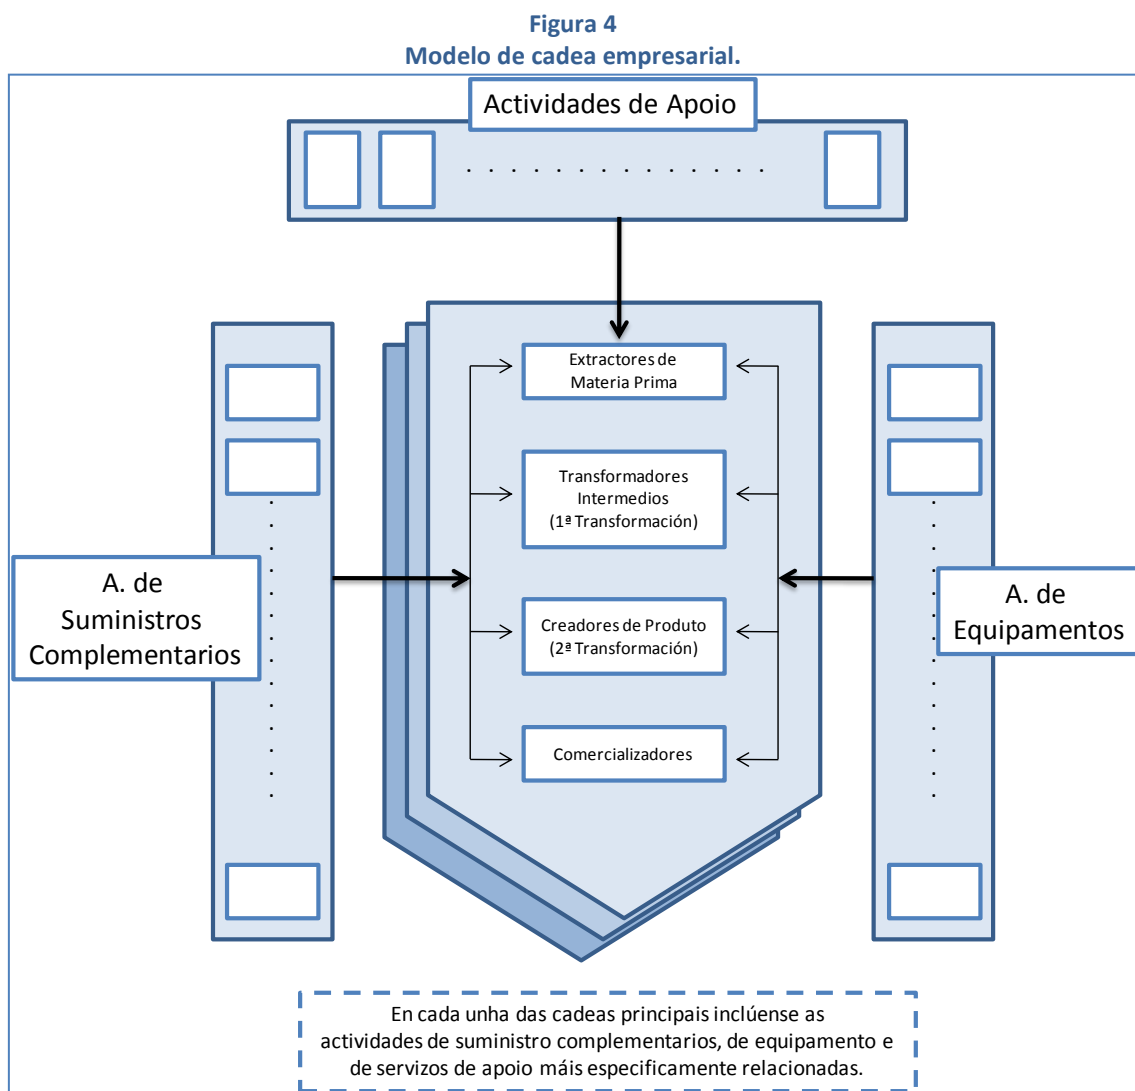 Figura 4
Modelo de cadea empresarial.
Actividades de Apoio
. . . . . . . . . . . . . .
Extractores de
Materia Prima
Transformadores
Intermedios
(1ª Transformación)
A. de
Suministros
Complementarios
Creadores de Produto
(2ª Transformación)
A. de
Equipamentos
Comercializadores
En cada unha das cadeas principais inclúense as
actividades de suministro complementarios, de equipamento e
de servizos de apoio máis especificamente relacionadas.